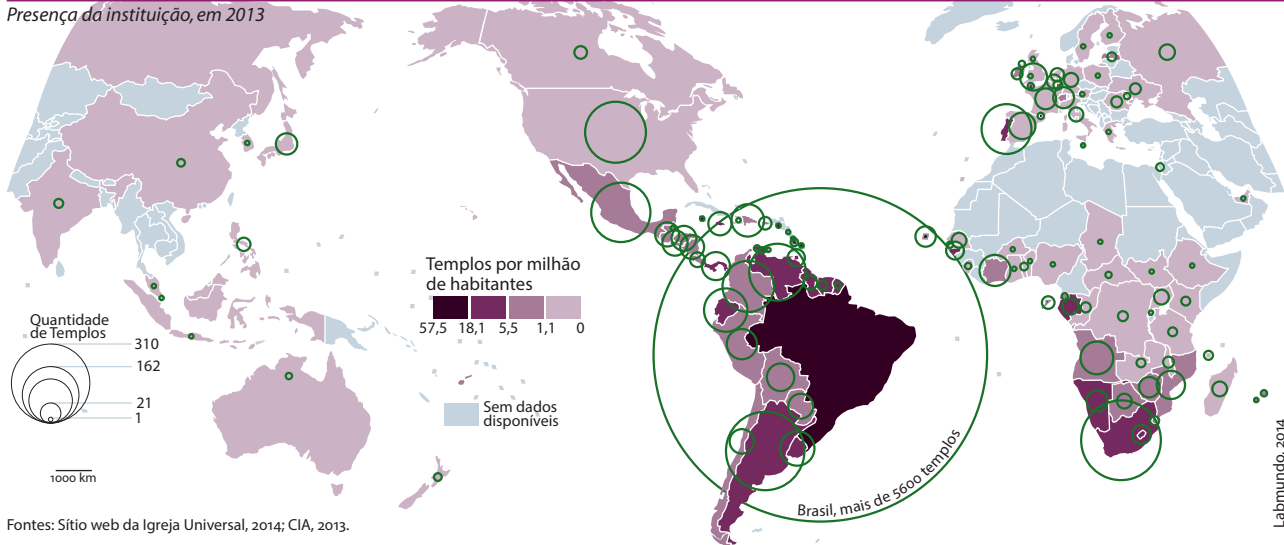 Presença da instituição, em 2013
Templos por milhão
de habitantes
57,5 18,1 5,5 1,1 0
Quantidade
de Templos
310
162
21
1
Sem dados
disponíveis
1000 km
Brasil, mais de 5600 templos
Fontes: Sítio web da Igreja Universal, 2014; CIA, 2013.
Labmundo, 2014